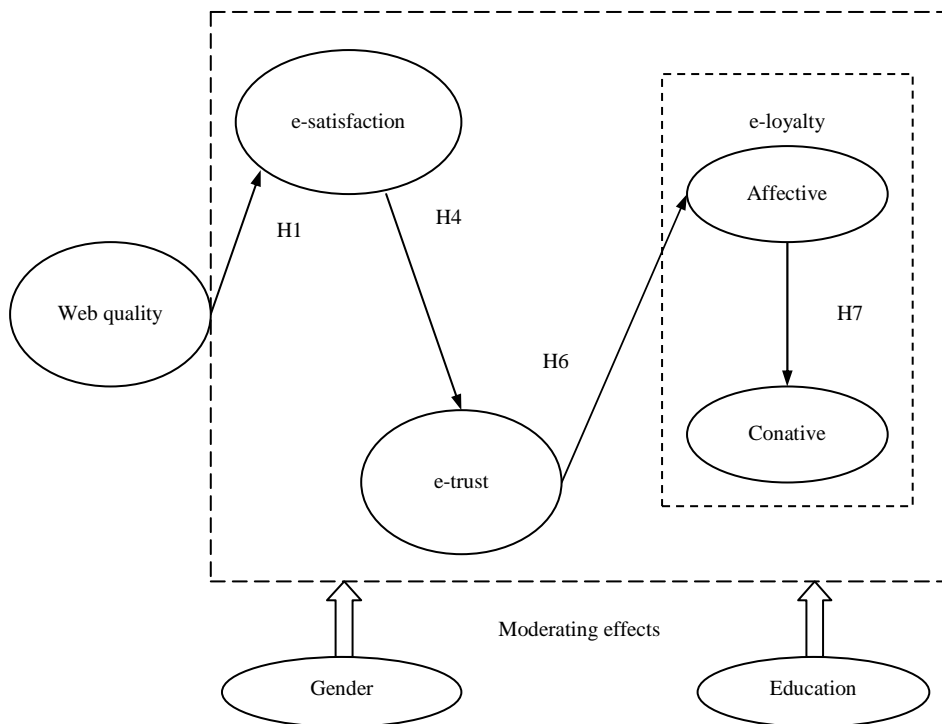 e-satisfaction
e-loyalty
Affective
H1
H4
Web quality
H7
H6
Conative
e-trust
Moderating effects
Gender
Education